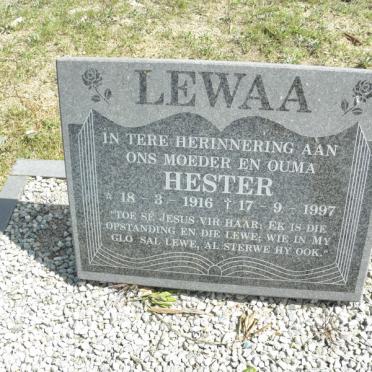 LEWAA
IN TERE HERINNERING AAN
ONS MOEDER EN OUMA
HESTER
☆ 18 - 3 - 1916 † 17 - 9 - 1997
"TOE SÊ JESUS VIR HAAR; EK IS DIE
OPSTANDING EN DIE LEWE; WIE IN MY
GLO SAL LEWE, AL STERWE HY OOK."